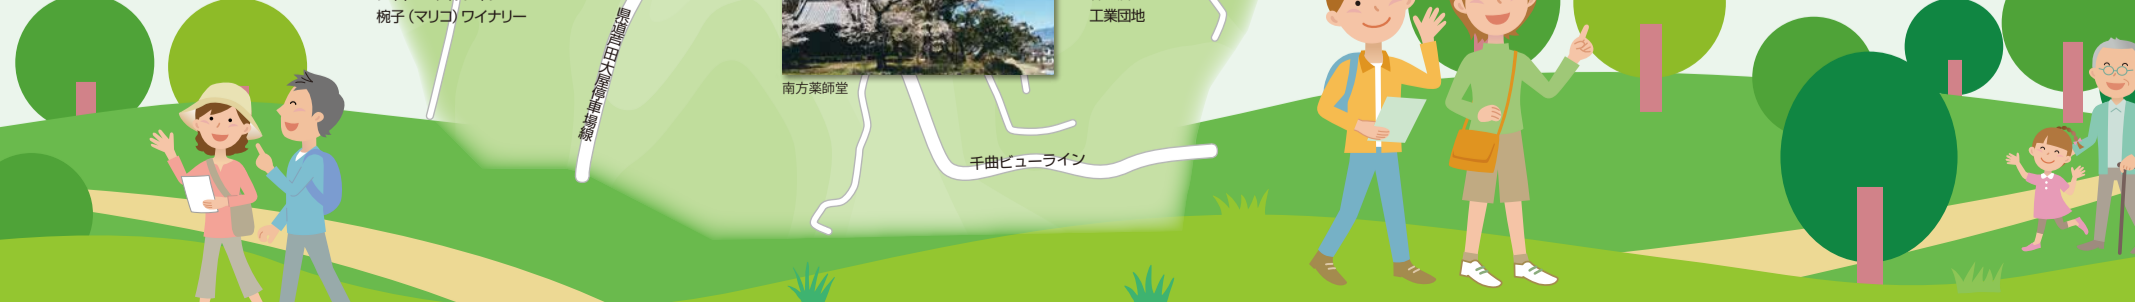 椀子（マリコ）ワイナリー
工業団地
県道芦田大屋停車場線
南方薬師堂
千曲ビューライン